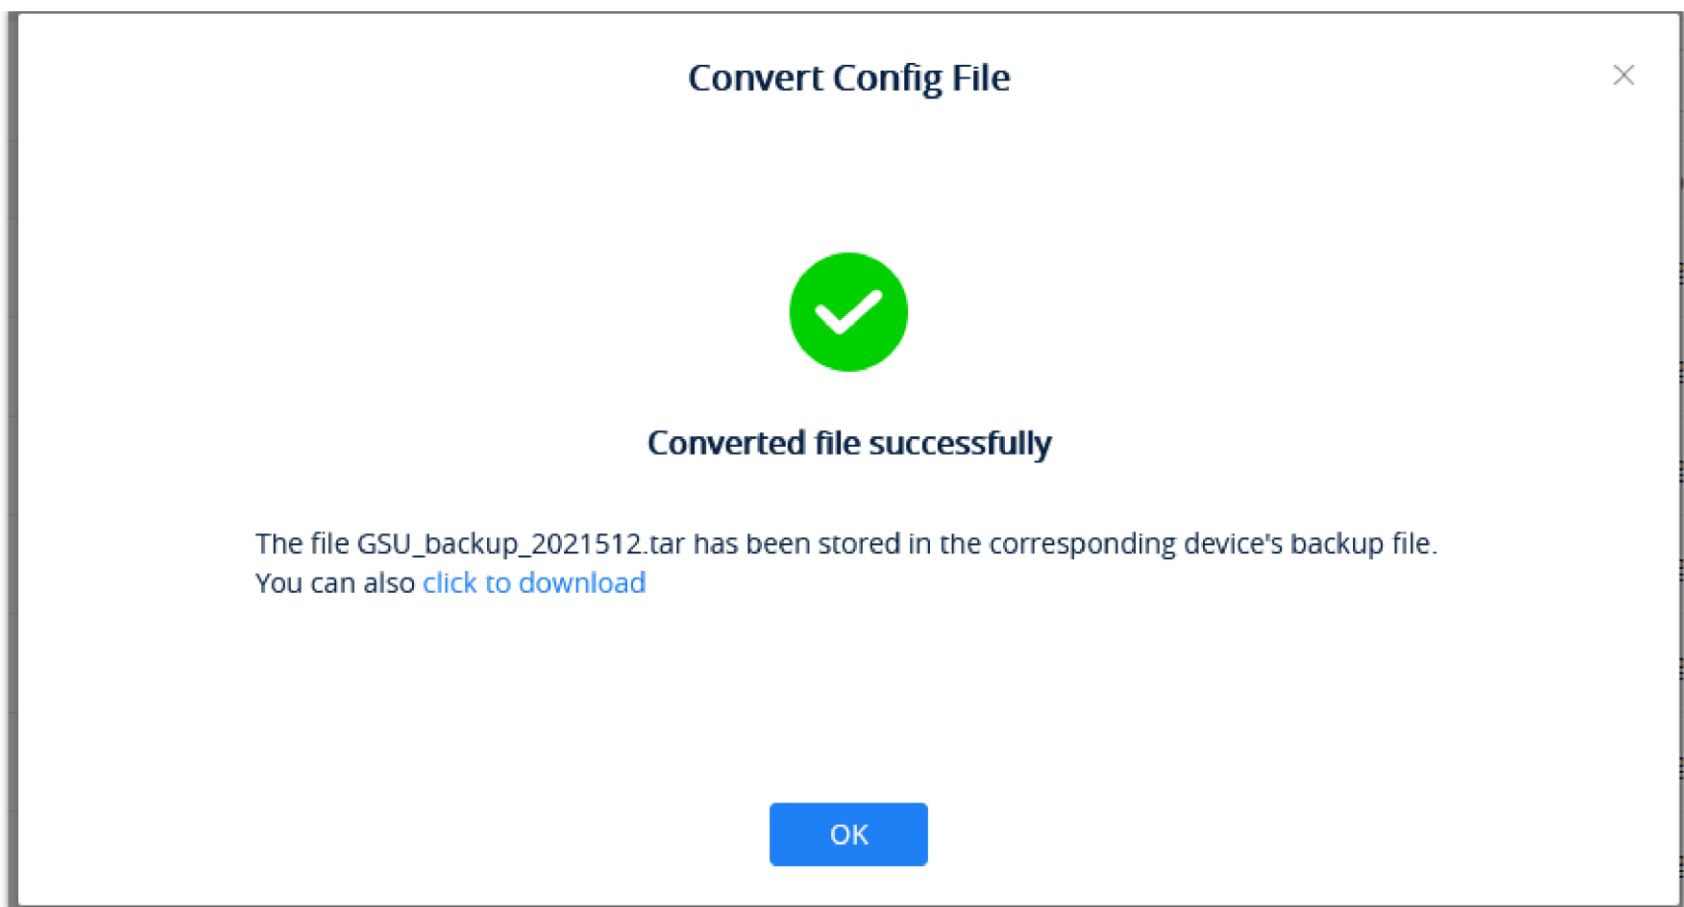 Convert Config File
Converted file successfully
The file GSU_backup_2021512.tar has been stored in the corresponding device's backup file.
You can also click to download
OK